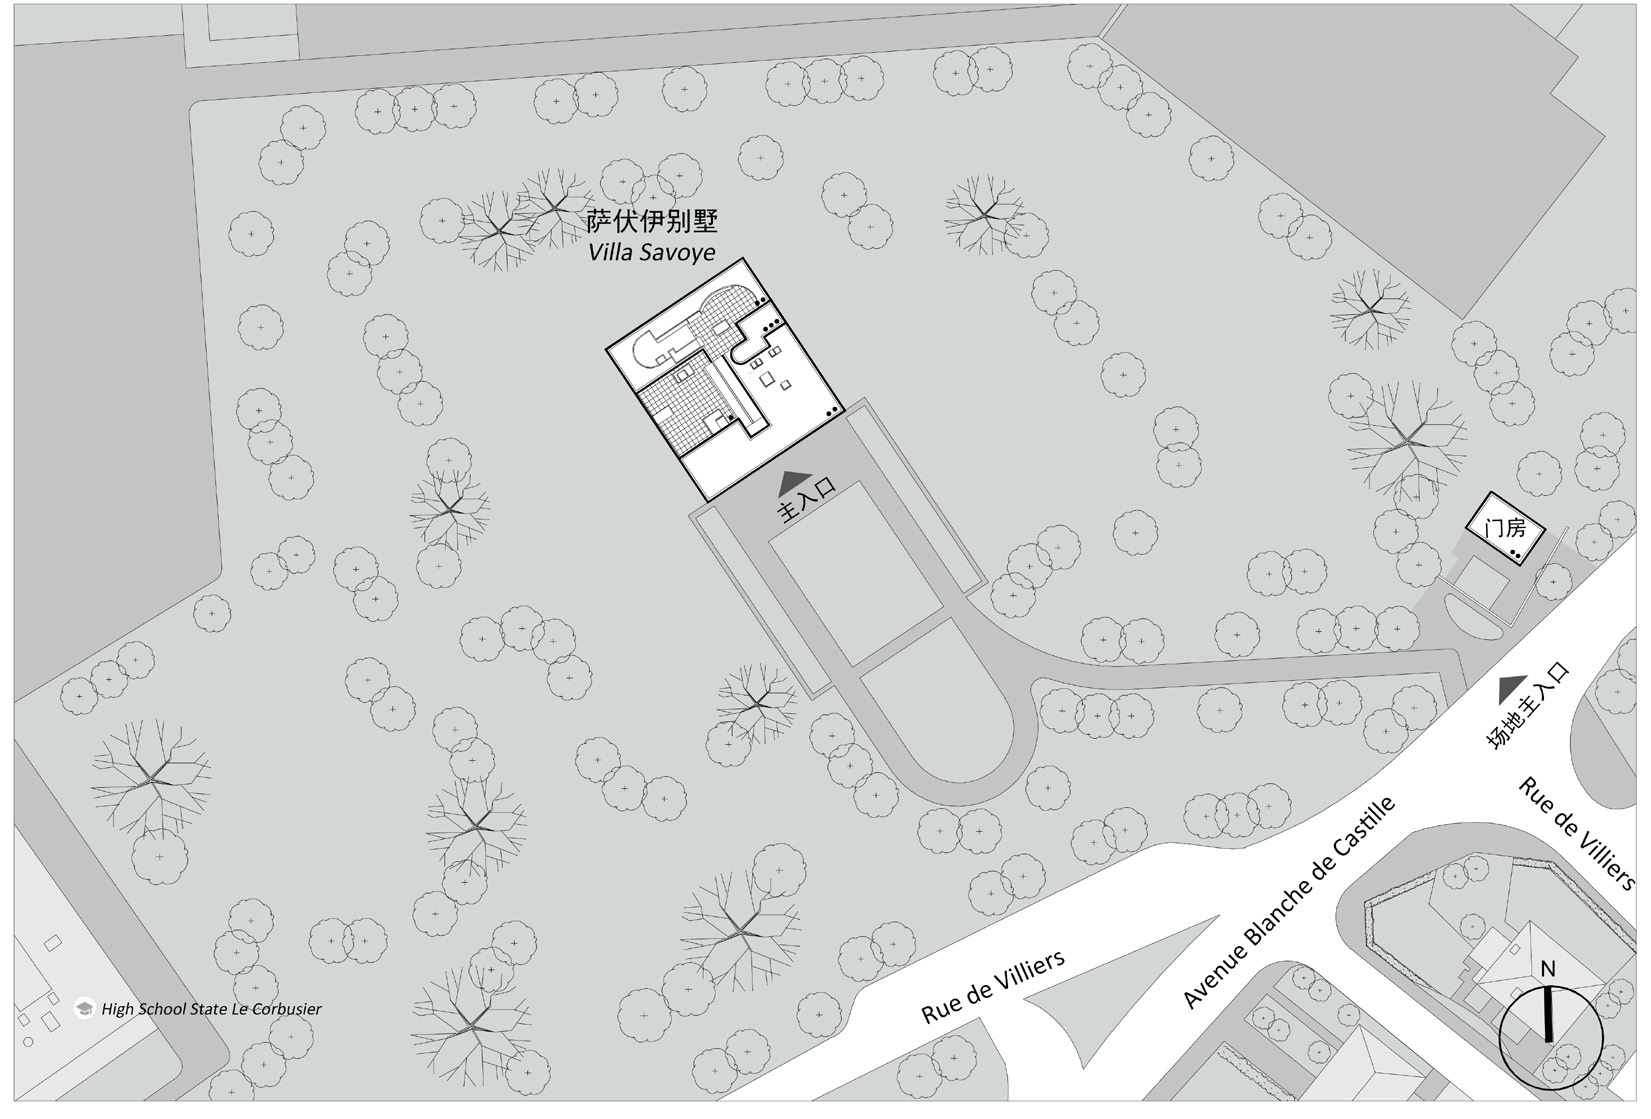 萨伏伊别墅
Villa Savoye
主入口
门房
场地主入口
Rue de Villiers
Avenue Blanche de Castille
Rue de Villiers
N
High School State Le Corbusier